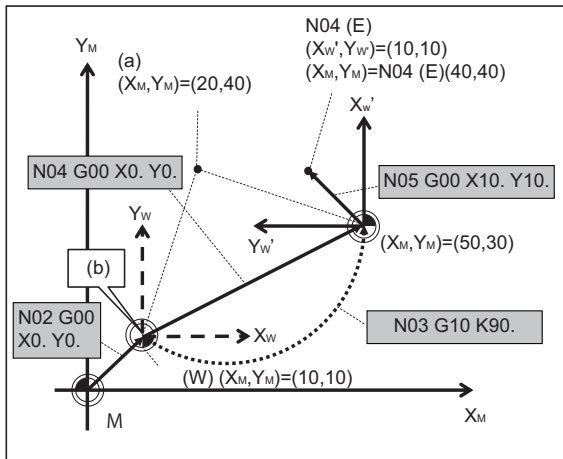 N04 (E)
(XW',YW')=(10,10)
(XM,YM)=N04 (E)(40,40)
YM
(a)
(XM,YM)=(20,40)
XW'
N04 G00 X0. Y0.
N05 G00 X10. Y10.
YW
YW'
(XM,YM)=(50,30)
(b)
N02 G00
X0. Y0.
XW
N03 G10 K90.
(W) (XM,YM)=(10,10)
M
XM